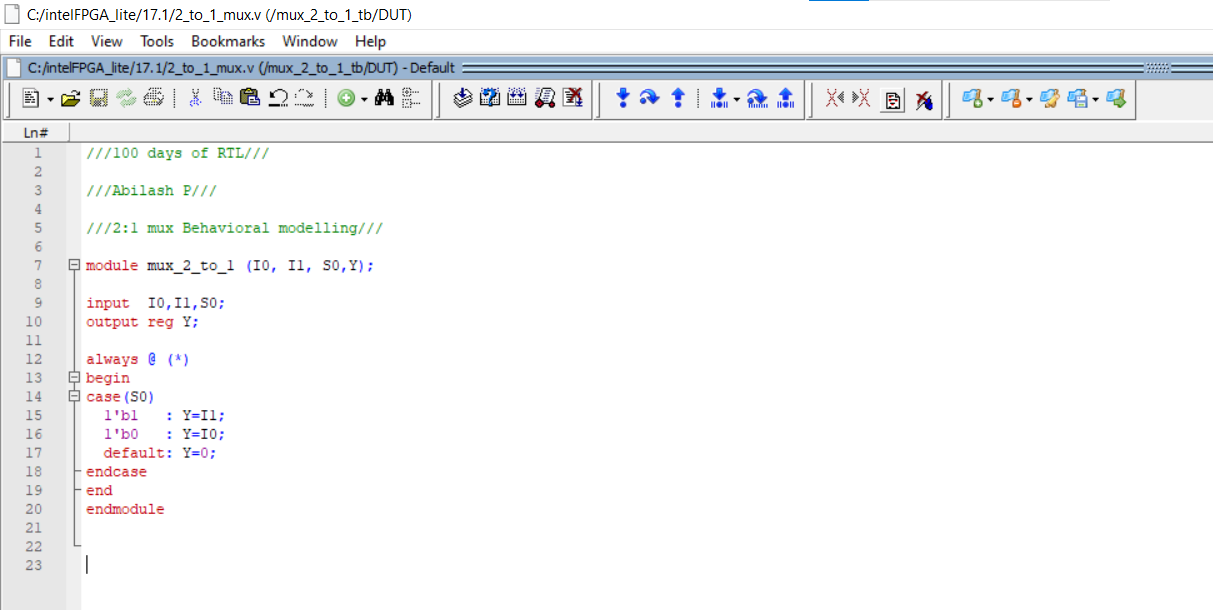 C:/intelFPGA_lite/17.1/2_to_1_mux.v (/mux_2_to_1_tb/DUT)
File Edit View Tools Bookmarks Window Help
C:/intelFPGA_lite/17.1/2_to_1_mux.v (/mux_2_to_1_tb/DUT) - Default
Ln#
1 ///100 days of RTL///
2
3 ///Abilash P///
4
5 ///2:1 mux Behavioral modelling///
6
7 module mux_2_to_1 (I0, I1, S0,Y);
8
9 input  I0,I1,S0;
10 output reg Y;
11
12 always @ (*)
13 begin
14 case(S0)
15   1'b1   : Y=I1;
16   1'b0   : Y=I0;
17   default: Y=0;
18 endcase
19 end
20 endmodule
21
22
23